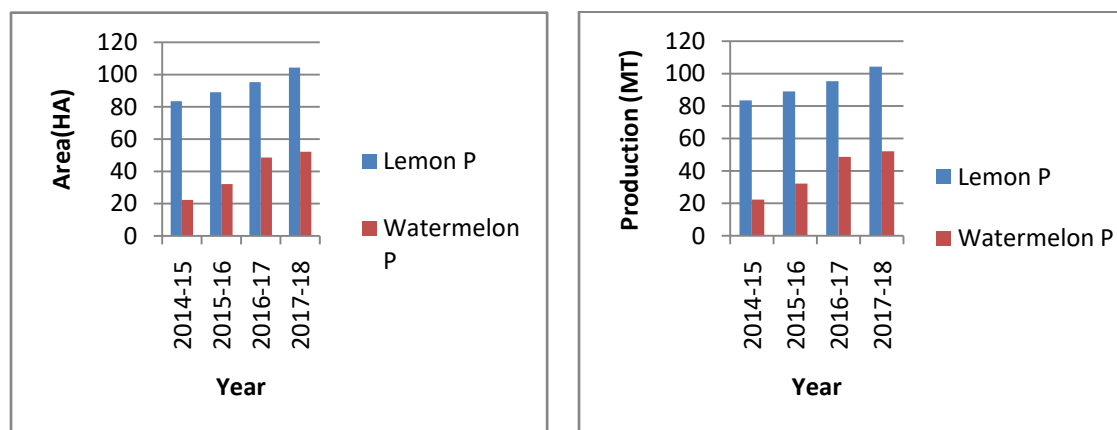 120
100
80
60
40
20
0
Area(HA)
2014-15
2015-16
2016-17
2017-18
Year
Lemon P
Watermelon
P
120
100
80
60
40
20
0
Production (MT)
2014-15
2015-16
2016-17
2017-18
Year
Lemon P
Watermelon P